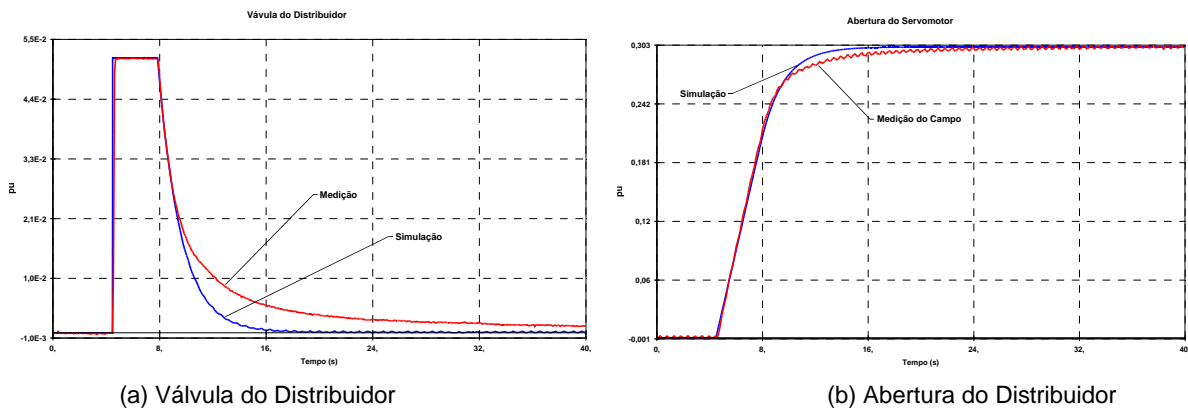 Vávula do Distribuidor
5,5E-2
4,4E-2
3,3E-2
pu
2,1E-2
1,0E-2
-1,0E-3
Medição
Simulação
0,
8,
16,
24,
32,
40,
Tempo (s)
(a) Válvula do Distribuidor
Abertura do Servomotor
0,303
0,242
0,181
pu
0,12
0,06
-0,001
Simulação
Medição do Campo
0,
8,
16,
24,
32,
40
Tempo (s)
(b) Abertura do Distribuidor